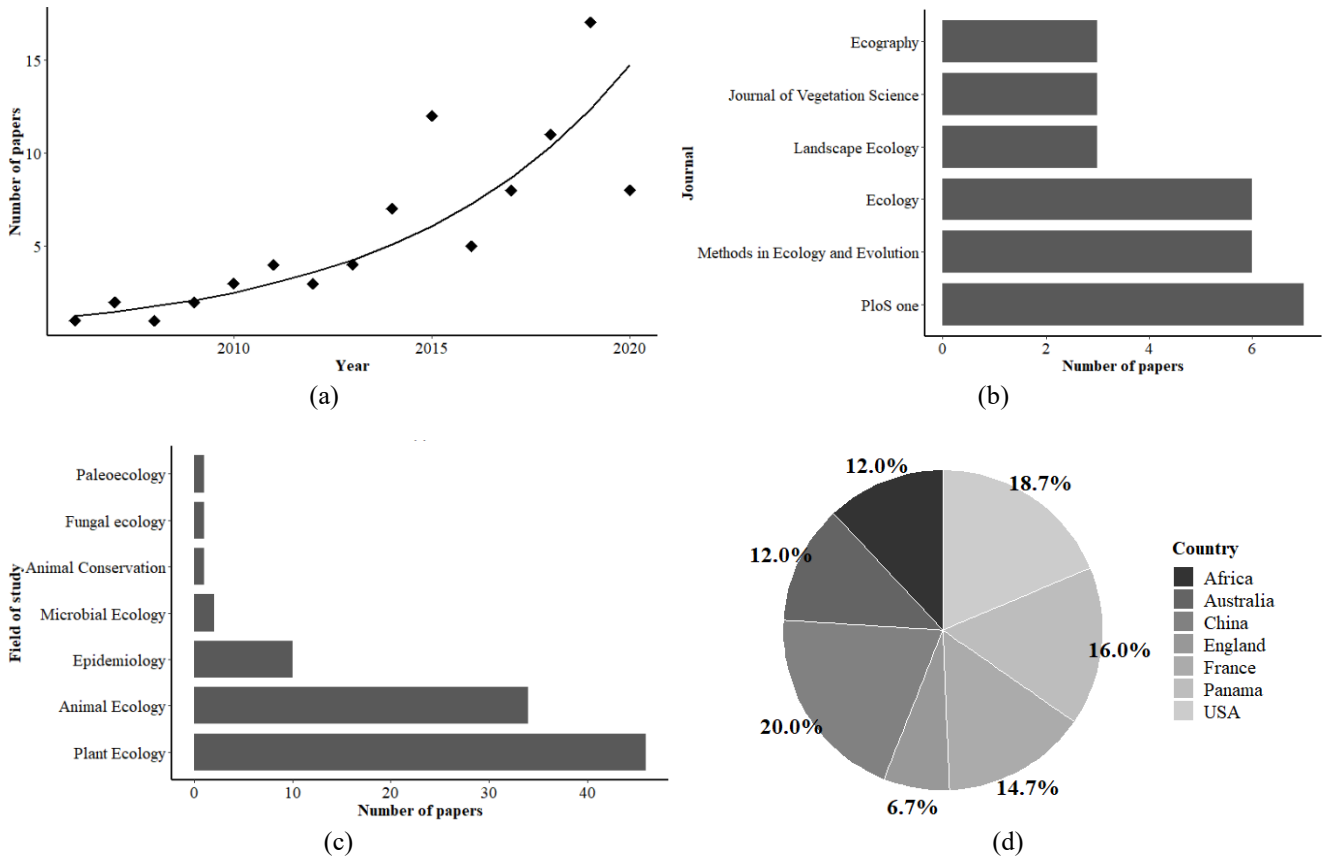 Number of papers
15
10
5
2010
2015
2020
Year
(a)
Journal
Ecography
Journal of Vegetation Science
Landscape Ecology
Ecology
Methods in Ecology and Evolution
PloS one
0
2
4
6
Number of papers
(b)
Field of study
Paleoecology
Fungal ecology
Animal Conservation
Microbial Ecology
Epidemiology
Animal Ecology
Plant Ecology
0
10
20
30
40
Number of papers
(c)
12.0%
18.7%
12.0%
16.0%
20.0%
14.7%
6.7%
Country
Africa
Australia
China
England
France
Panama
USA
(d)